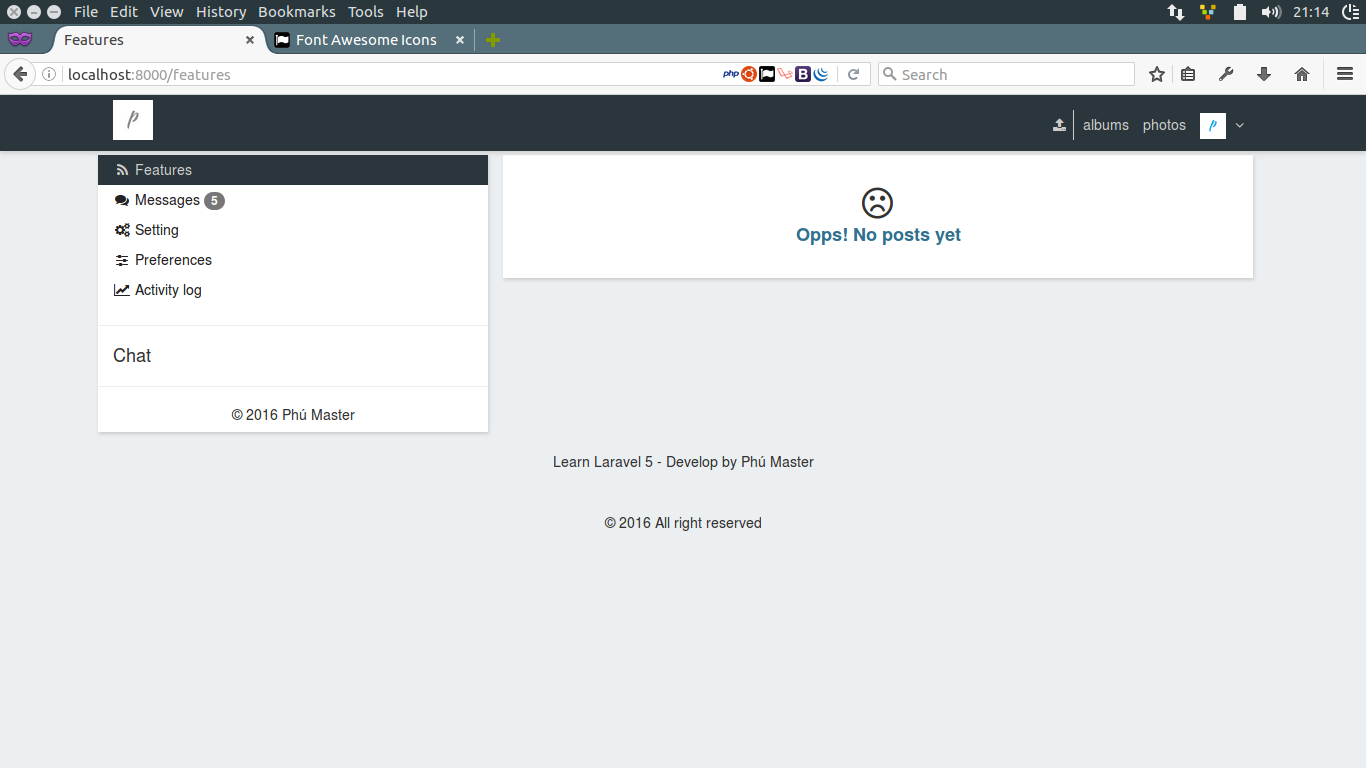 File Edit View History Bookmarks Tools Help 21:14
Features Font Awesome Icons
localhost:8000/features php B Search
p albums photos p
Features
Messages 5
Setting
Preferences
Activity log
Chat
© 2016 Phú Master
Opps! No posts yet
Learn Laravel 5 - Develop by Phú Master
© 2016 All right reserved